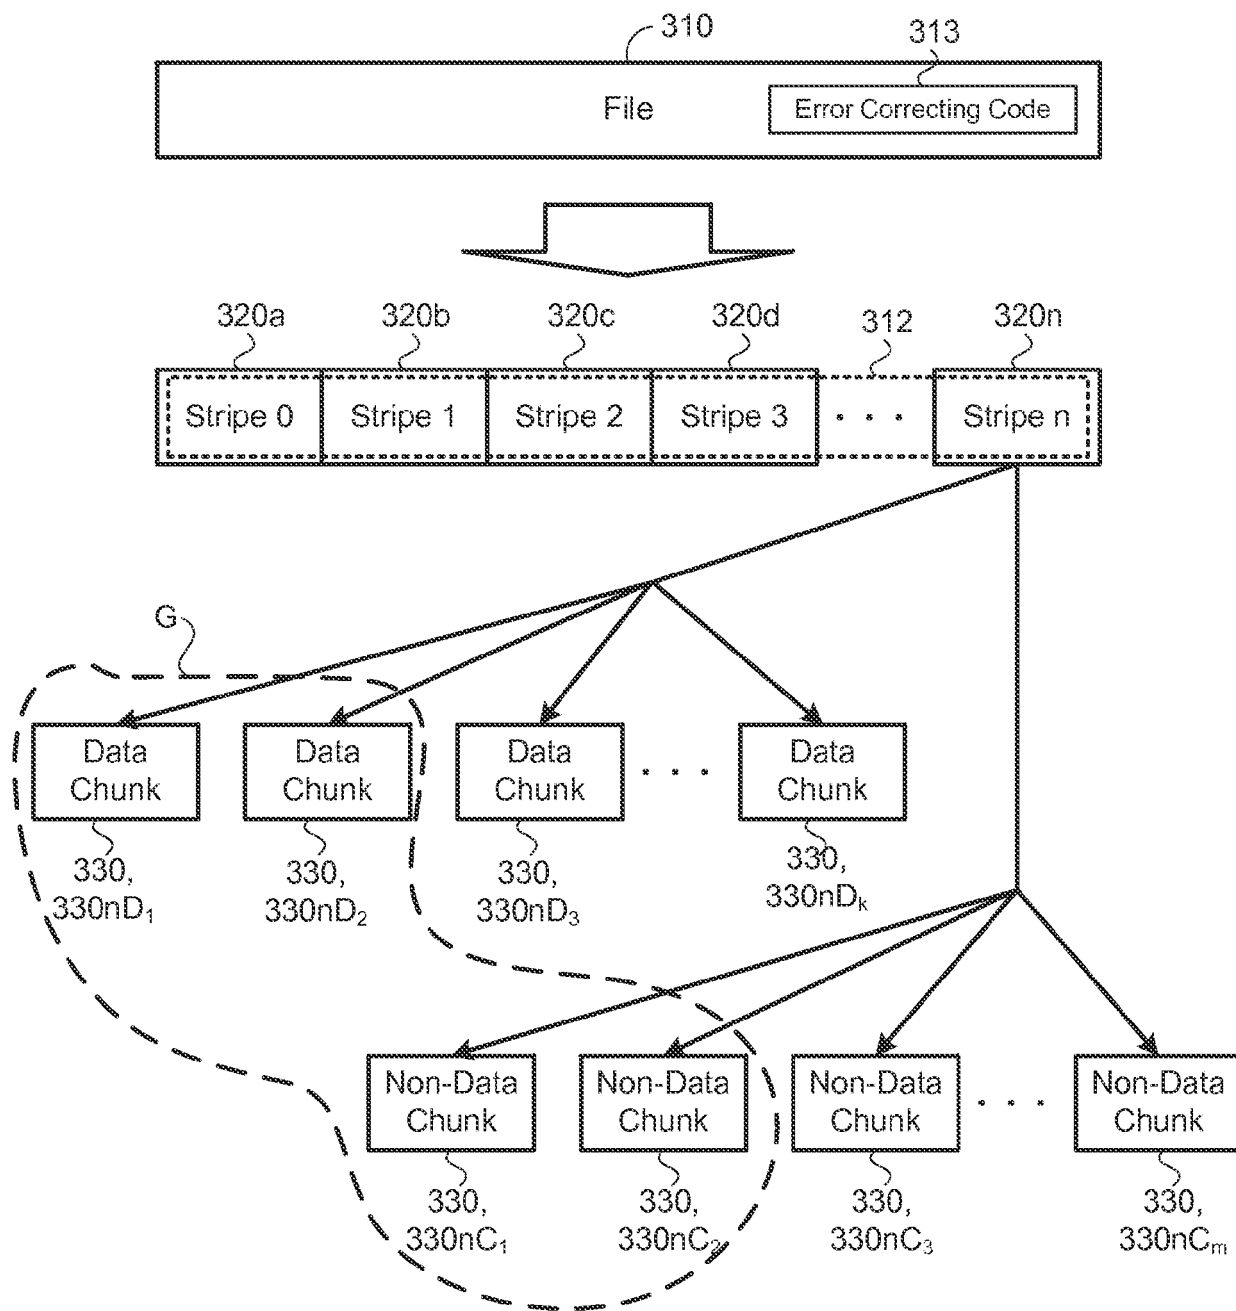 310
313
File
Error Correcting Code
320a 320b 320c 320d 312 320n
Stripe 0 Stripe 1 Stripe 2 Stripe 3 . . . Stripe n
G
Data Data Data Data
Chunk Chunk Chunk . . . Chunk
330, 330, 330, 330,
330nD₁ 330nD₂ 330nD₃ 330nDₖ
Non-Data Non-Data Non-Data Non-Data
Chunk Chunk Chunk . . . Chunk
330, 330, 330, 330,
330nC₁ 330nC₂ 330nC₃ 330nCₘ